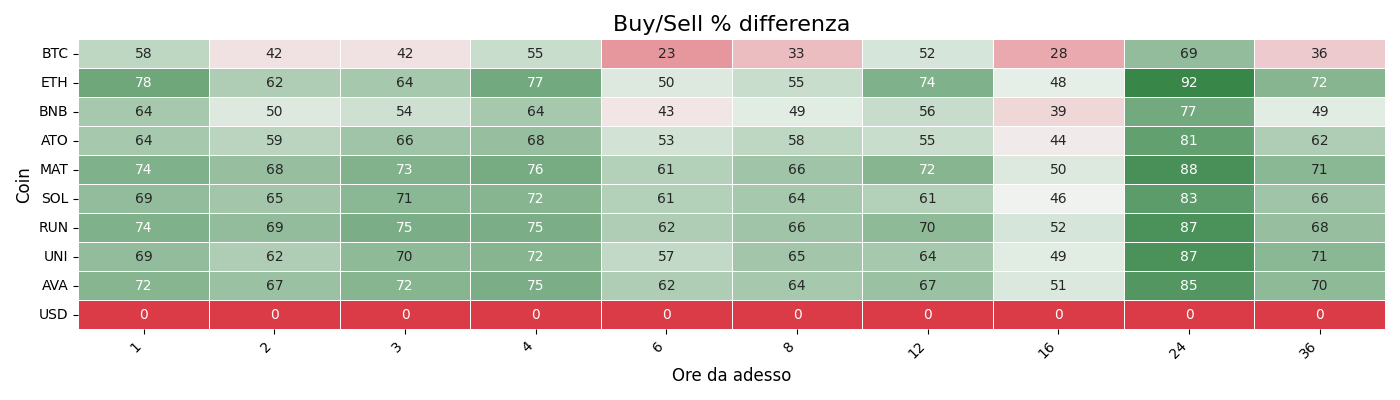 Buy/Sell % differenza
Coin
BTC 58 42 42 55 23 33 52 28 69 36
ETH 78 62 64 77 50 55 74 48 92 72
BNB 64 50 54 64 43 49 56 39 77 49
ATO 64 59 66 68 53 58 55 44 81 62
MAT 74 68 73 76 61 66 72 50 88 71
SOL 69 65 71 72 61 64 61 46 83 66
RUN 74 69 75 75 62 66 70 52 87 68
UNI 69 62 70 72 57 65 64 49 87 71
AVA 72 67 72 75 62 64 67 51 85 70
USD 0 0 0 0 0 0 0 0 0 0
1 2 3 4 6 8 12 16 24 36
Ore da adesso